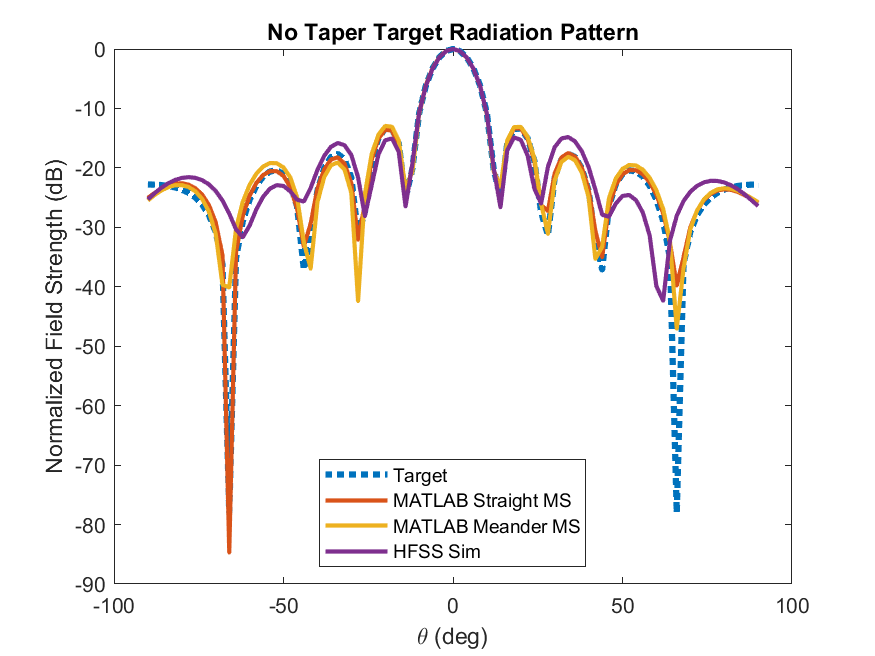 No Taper Target Radiation Pattern
Normalized Field Strength (dB)
0
-10
-20
-30
-40
-50
-60
-70
-80
-90
Target
MATLAB Straight MS
MATLAB Meander MS
HFSS Sim
-100 -50 0 50 100
θ (deg)